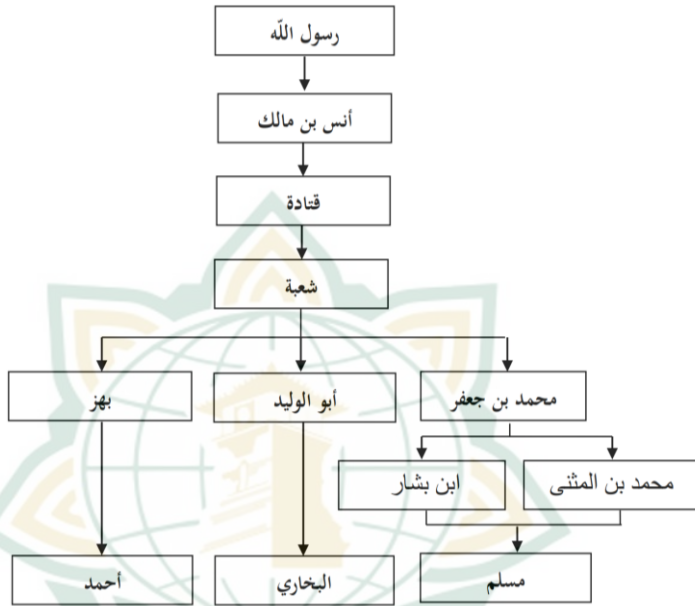 رسول الله
أنس بن مالك
قتادة
شعبة
محمد بن جعفر
أبو الوليد
بهز
محمد بن المثنى
ابن بشار
مسلم
البخاري
أحمد